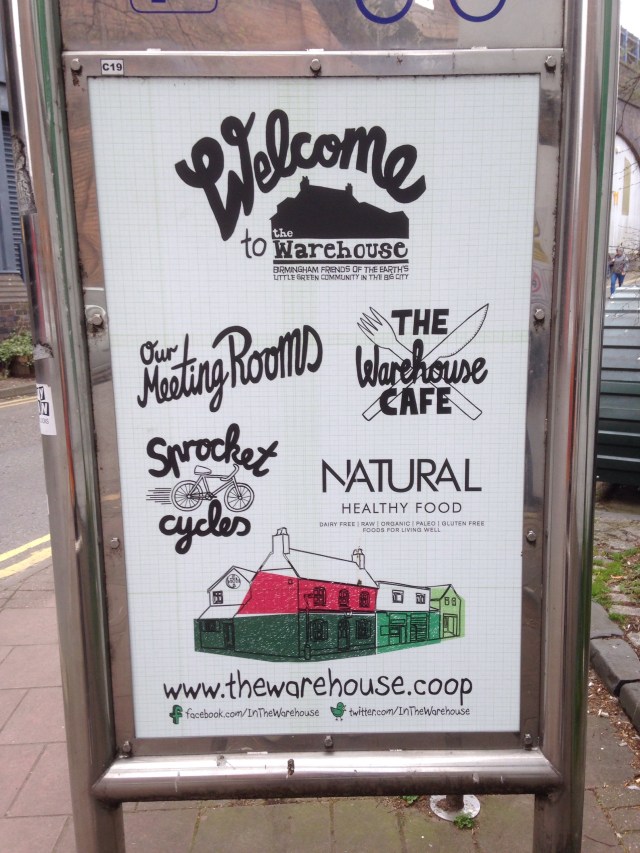 C19
Welcome
to the
Warehouse
BIRMINGHAM FRIENDS OF THE EARTH'S
LITTLE GREEN COMMUNITY IN THE BIG CITY
Our
Meeting Rooms
THE
Warehouse
CAFE
Sprocket
cycles
NATURAL
HEALTHY FOOD
DAIRY FREE | RAW | ORGANIC | PALEO | GLUTEN FREE
FOODS FOR LIVING WELL
www.thewarehouse.coop
facebook.com/InTheWarehouse twitter.com/InTheWarehouse